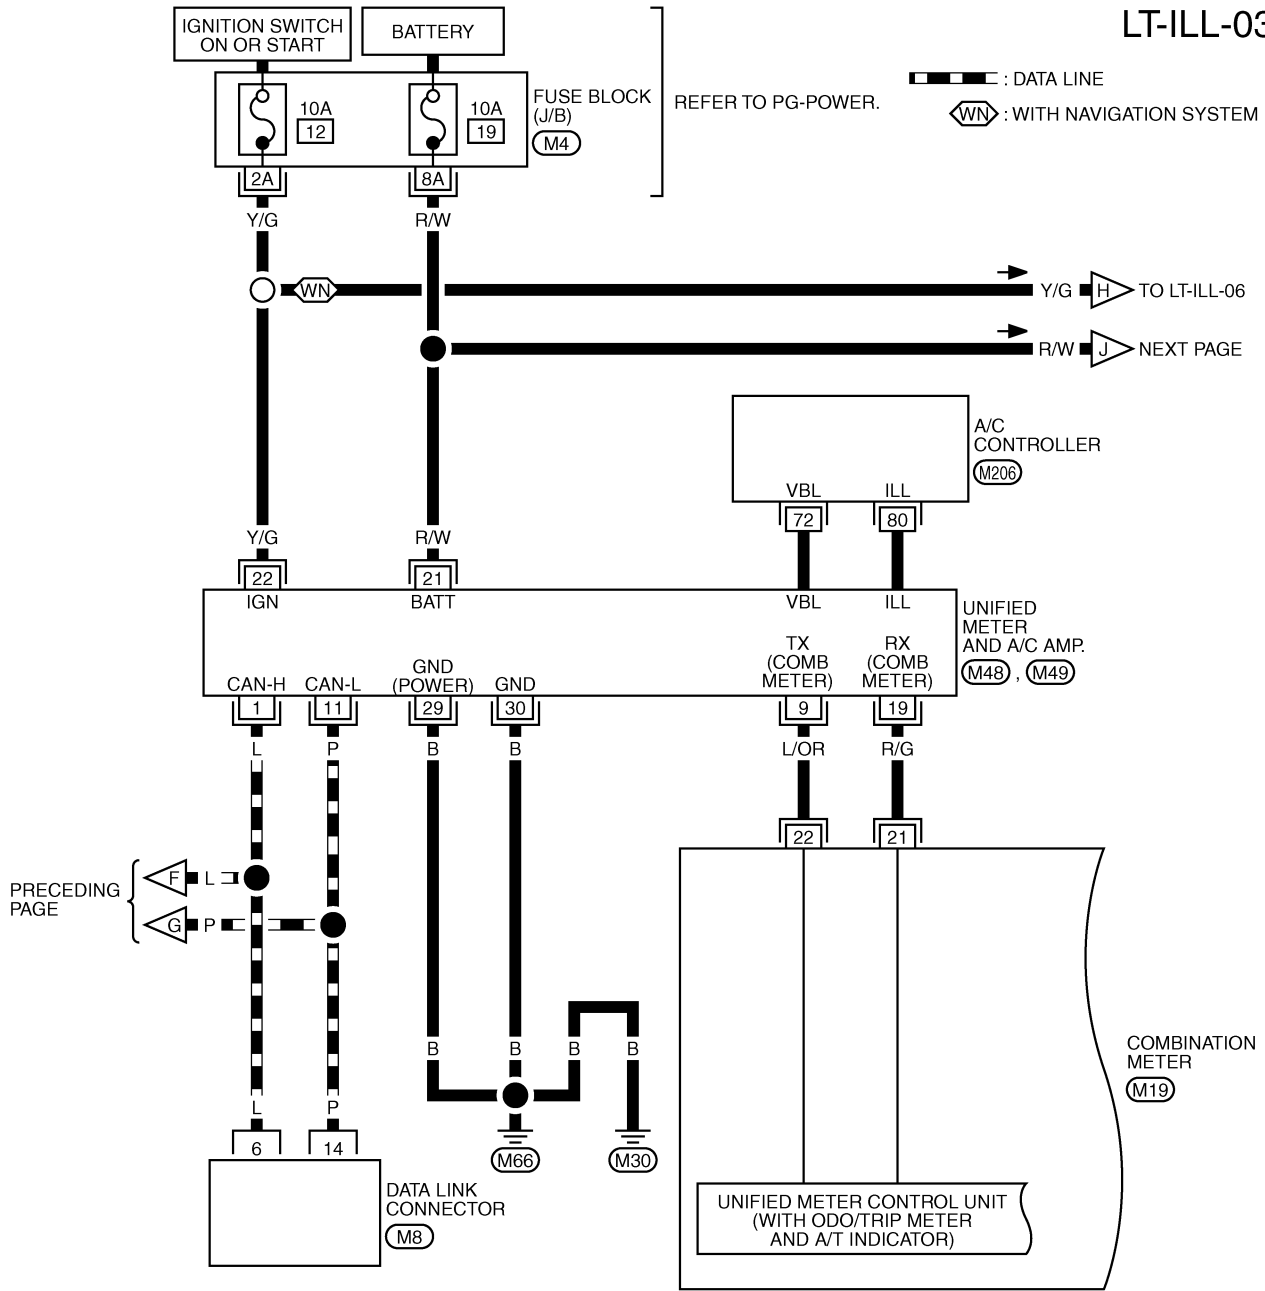 LT-ILL-03
IGNITION SWITCH
ON OR START
BATTERY
10A
12
10A
19
FUSE BLOCK
(J/B)
M4
REFER TO PG-POWER.
: DATA LINE
WN : WITH NAVIGATION SYSTEM
2A
8A
Y/G
R/W
WN
Y/G
H
TO LT-ILL-06
R/W
J
NEXT PAGE
A/C
CONTROLLER
M206
VBL
ILL
72
80
Y/G
R/W
22
21
IGN
BATT
VBL
ILL
UNIFIED
METER
AND A/C AMP.
M48 , M49
TX
(COMB
METER)
RX
(COMB
METER)
CAN-H
CAN-L
GND
(POWER)
GND
1
11
29
30
9
19
L
P
B
B
L/OR
R/G
22
21
PRECEDING
PAGE
F
L
G
P
B
B
B
B
L
P
6
14
M66
M30
DATA LINK
CONNECTOR
M8
COMBINATION
METER
M19
UNIFIED METER CONTROL UNIT
(WITH ODO/TRIP METER
AND A/T INDICATOR)